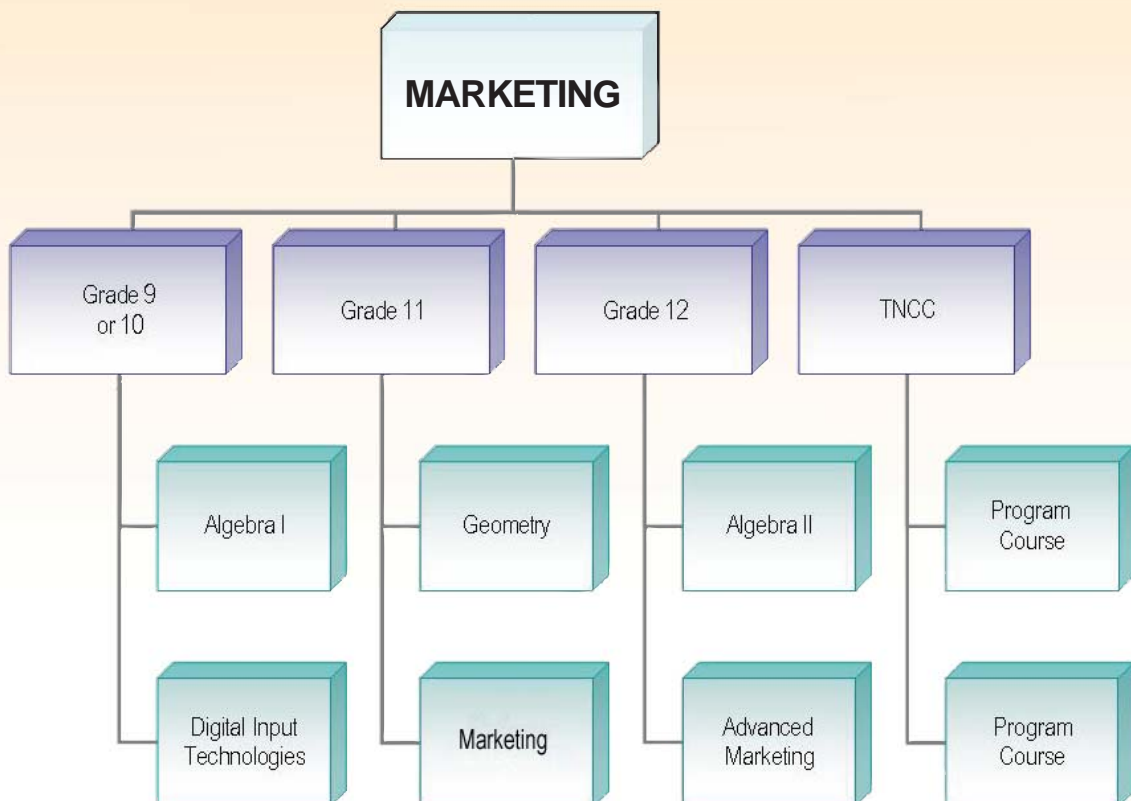 MARKETING
Grade 9
or 10
Grade 11
Grade 12
TNCC
Algebra I
Geometry
Algebra II
Program
Course
Digital Input
Technologies
Marketing
Advanced
Marketing
Program
Course